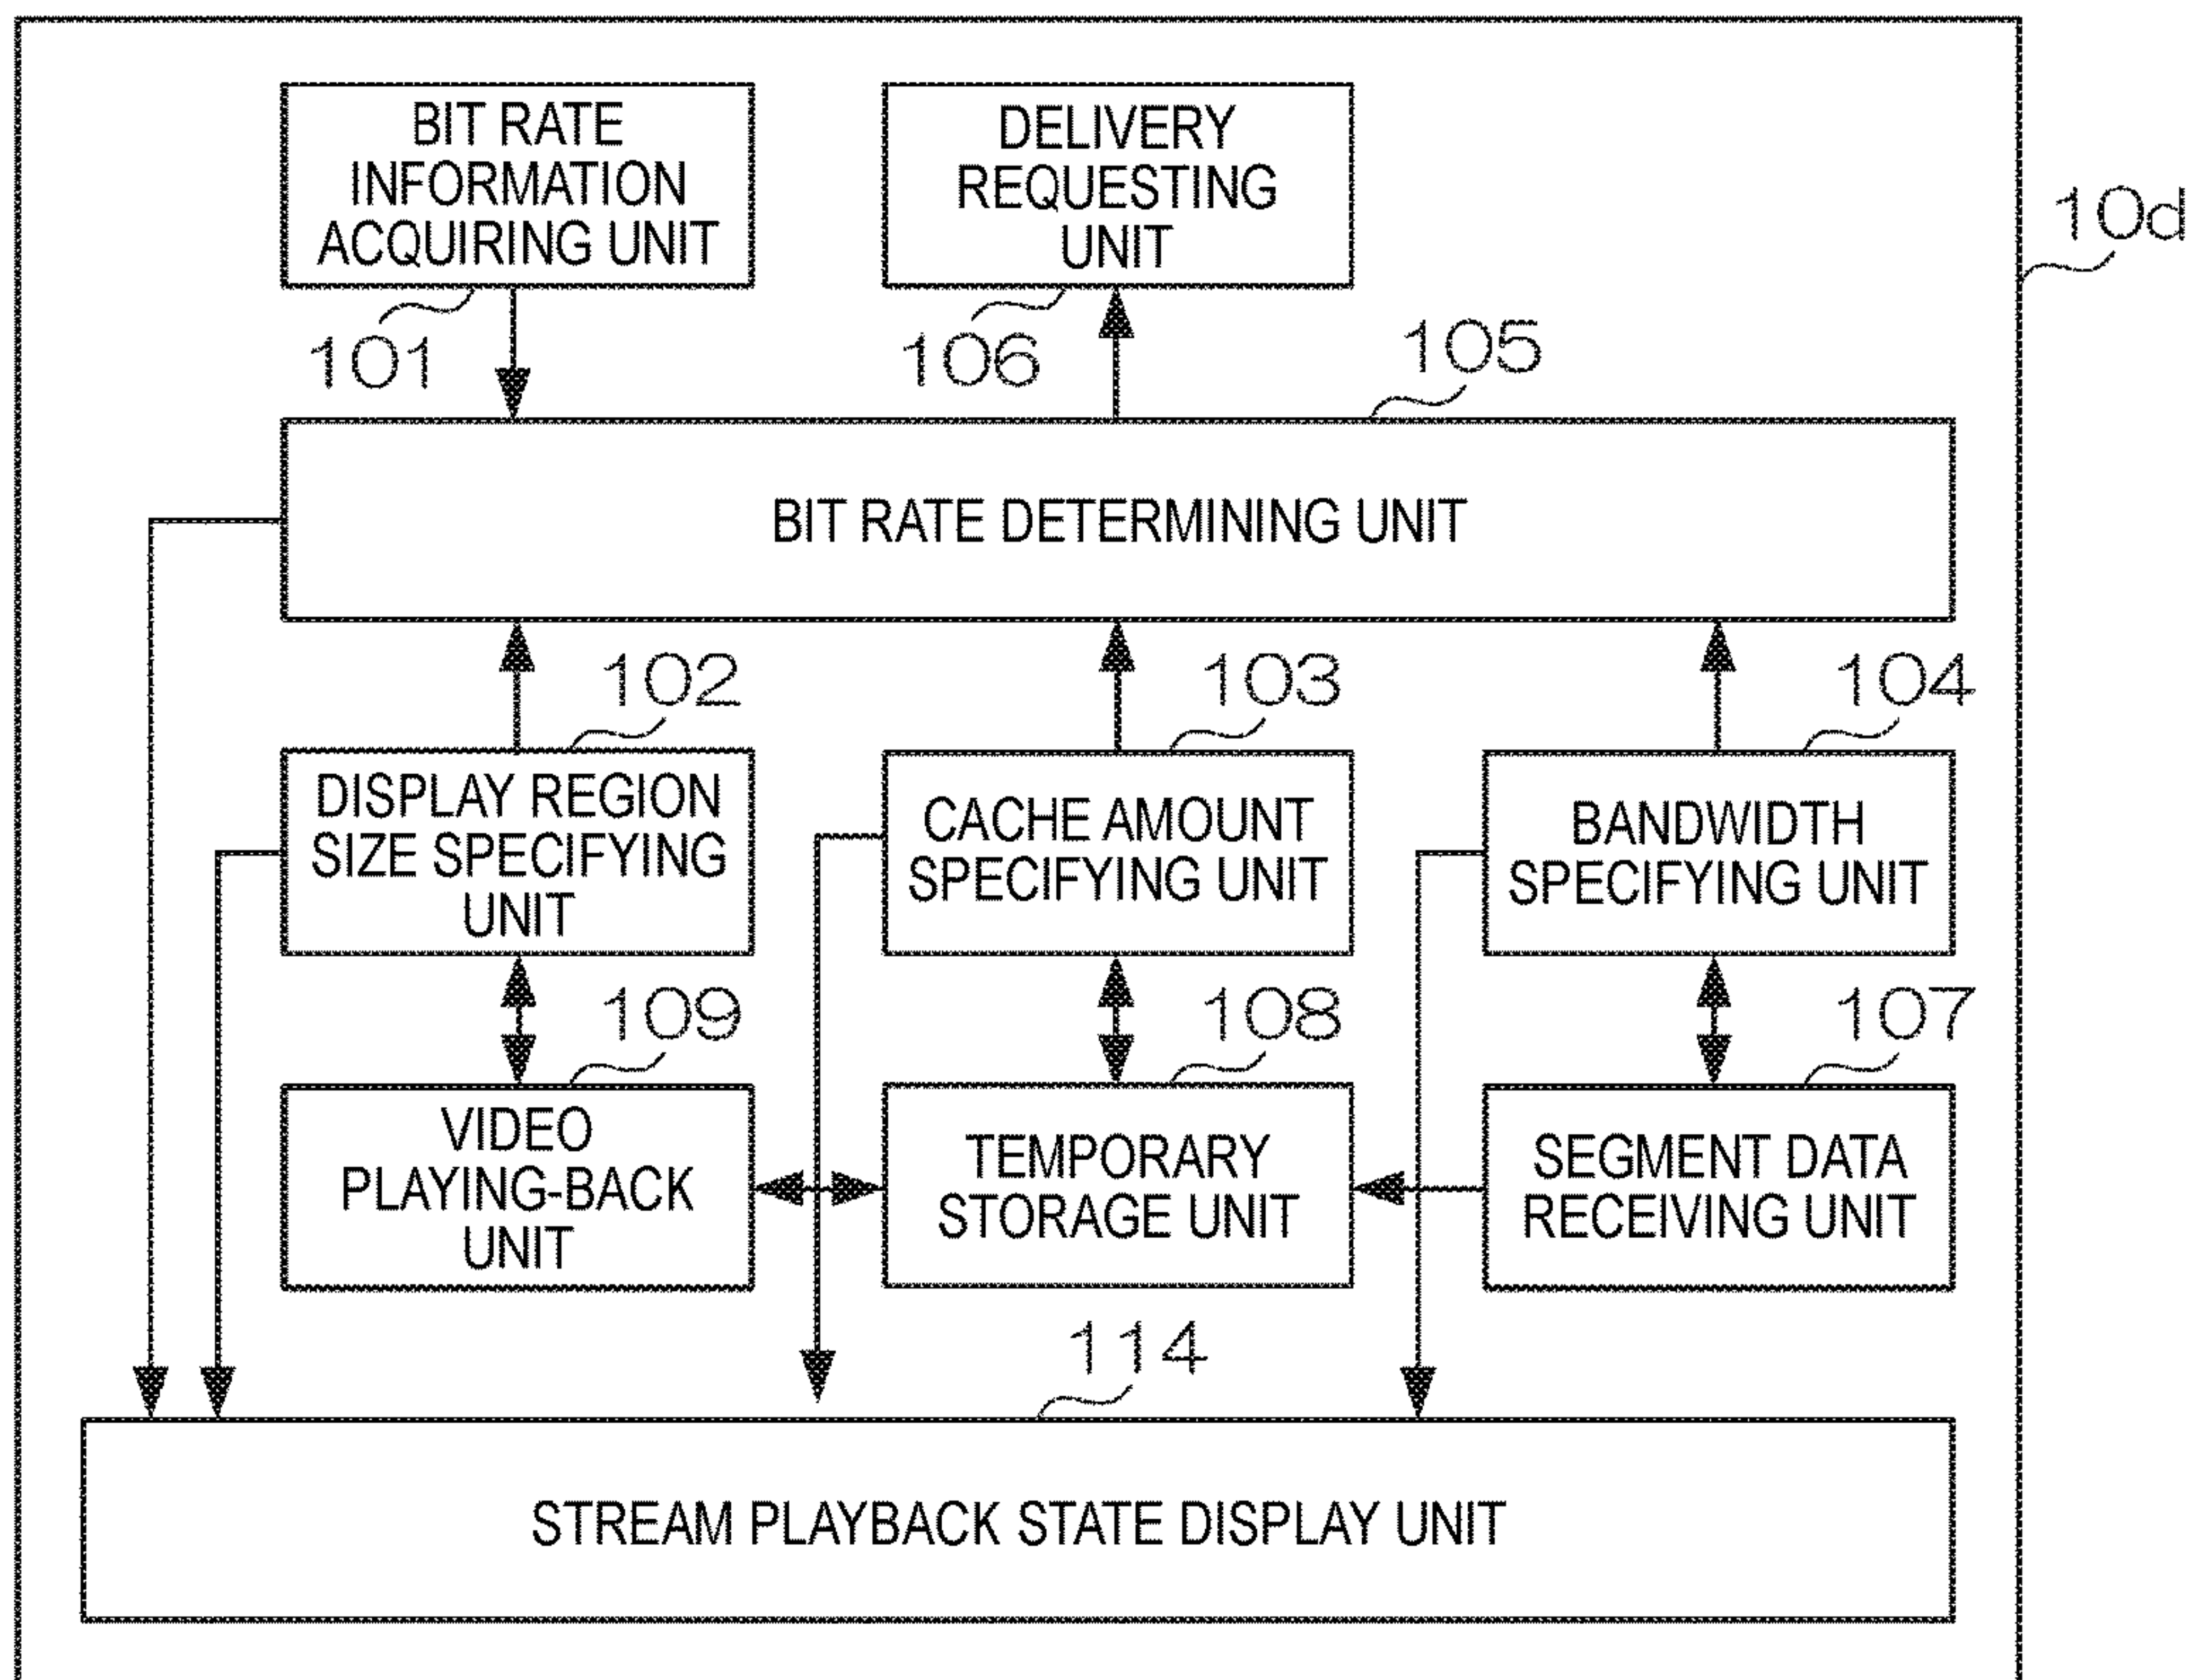 BIT RATE
INFORMATION
ACQUIRING UNIT
DELIVERY
REQUESTING
UNIT
10d
101
106
105
BIT RATE DETERMINING UNIT
102
103
104
DISPLAY REGION
SIZE SPECIFYING
UNIT
CACHE AMOUNT
SPECIFYING UNIT
BANDWIDTH
SPECIFYING UNIT
109
108
107
VIDEO
PLAYING-BACK
UNIT
TEMPORARY
STORAGE UNIT
SEGMENT DATA
RECEIVING UNIT
114
STREAM PLAYBACK STATE DISPLAY UNIT